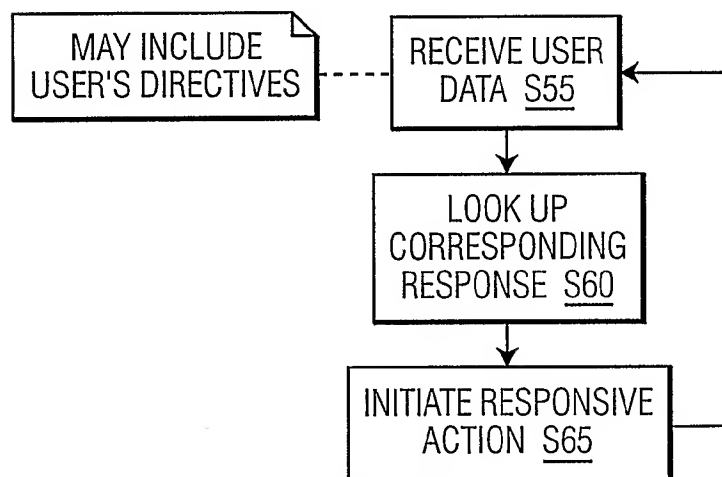 MAY INCLUDE
USER'S DIRECTIVES
RECEIVE USER
DATA S55
LOOK UP
CORRESPONDING
RESPONSE S60
INITIATE RESPONSIVE
ACTION S65